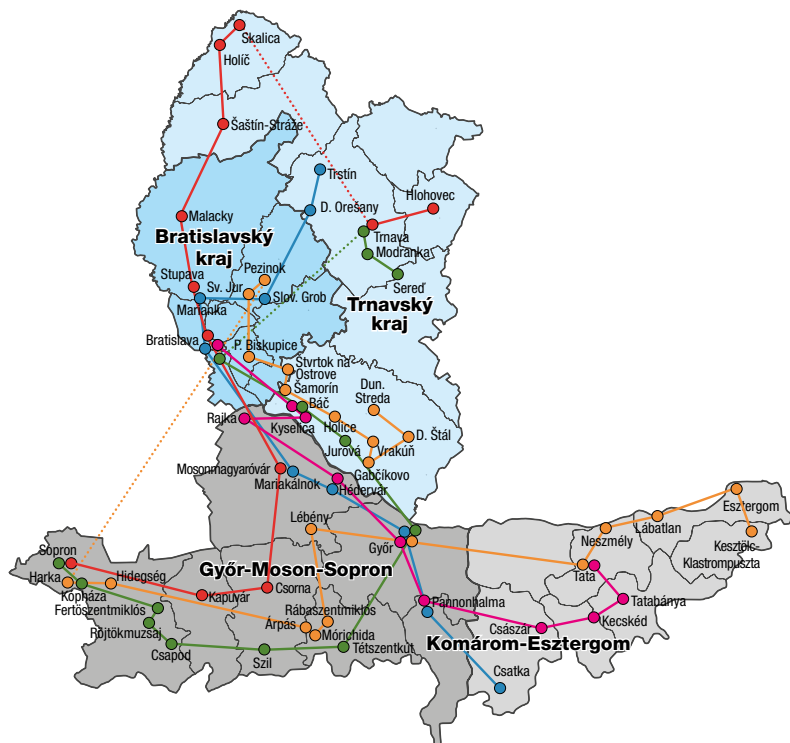 Skalica
Holíč
Šaštín-Stráže
Trstín
Hlohovec
D. Orešany
Malacky
Trnava
Bratislavský
kraj
Modranka
Pezinok
Stupava
Sereď
Sv. Jur
Slov. Grob
Marianka
Trnavský
kraj
Bratislava
P. Biskupice
Štvrtok na
Ostrove
Dun.
Streda
Šamorín
Báč
Rajka
Kyselica
Holice
D. Štál
Jurová
Vrakúň
Mosonmagyaróvár
Gabčíkovo
Mariakálnok
Hédervár
Esztergom
Lébény
Lábatlan
Neszmély
Kesztölc-
Klastrompuszta
Sopron
Győr
Győr-Moson-Sopron
Tata
Harka
Hidegség
Kópháza
Kapuvár
Csorna
Pannonhalma
Tatabánya
Fertöszentmiklós
Rábaszentmiklós
Császár
Kecskéd
Röjtökmuzsaj
Árpás
Mórichida
Komárom-Esztergom
Csapod
Szil
Tétszentkút
Csatka